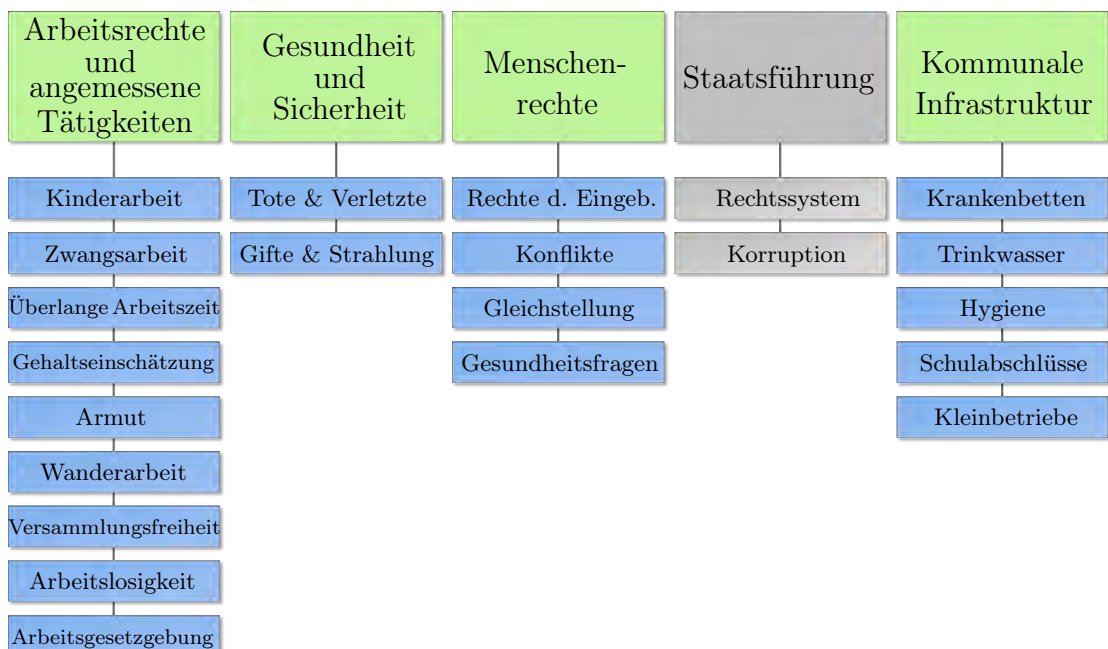 Arbeitsrechte
und
angemessene
Tätigkeiten
Kinderarbeit
Zwangsarbeit
Überlange Arbeitszeit
Gehaltseinschätzung
Armut
Wanderarbeit
Versammlungsfreiheit
Arbeitslosigkeit
Arbeitsgesetzgebung
Gesundheit
und
Sicherheit
Tote & Verletzte
Gifte & Strahlung
Menschen-
rechte
Rechte d. Eingeb.
Konflikte
Gleichstellung
Gesundheitsfragen
Staatsführung
Rechtssystem
Korruption
Kommunale
Infrastruktur
Krankenbetten
Trinkwasser
Hygiene
Schulabschlüsse
Kleinbetriebe